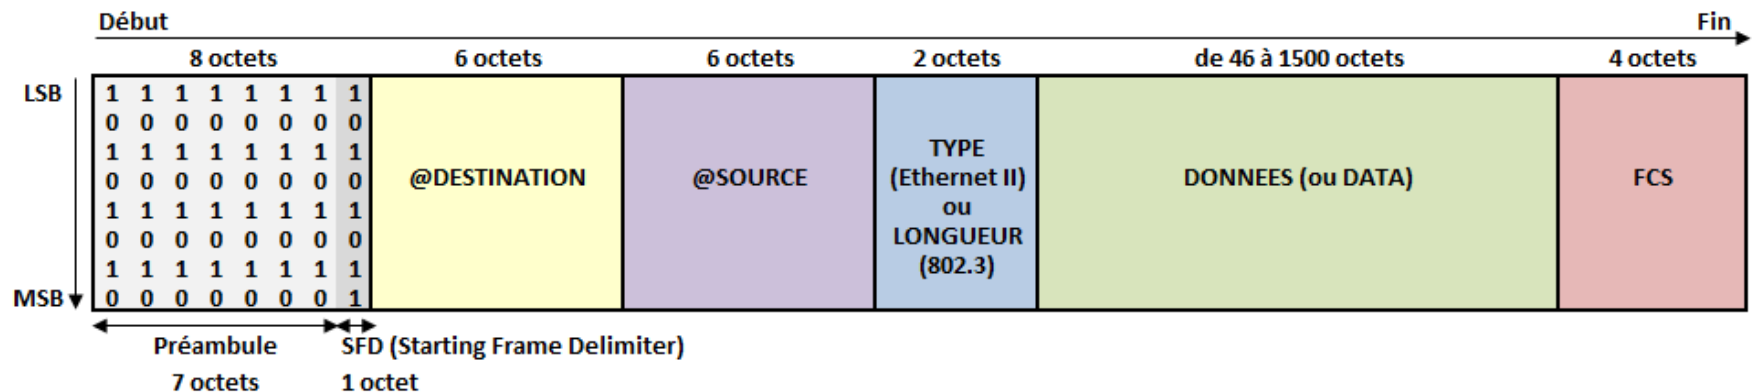 Début Fin
8 octets 6 octets 6 octets 2 octets de 46 à 1500 octets 4 octets
LSB 1 1 1 1 1 1 1 1
0 0 0 0 0 0 0 0
1 1 1 1 1 1 1 1 TYPE
0 0 0 0 0 0 0 0 @DESTINATION @SOURCE (Ethernet II) DONNEES (ou DATA) FCS
1 1 1 1 1 1 1 1 ou
0 0 0 0 0 0 0 0 LONGUEUR
1 1 1 1 1 1 1 1 (802.3)
MSB 0 0 0 0 0 0 0 1
Préambule SFD (Starting Frame Delimiter)
7 octets 1 octet